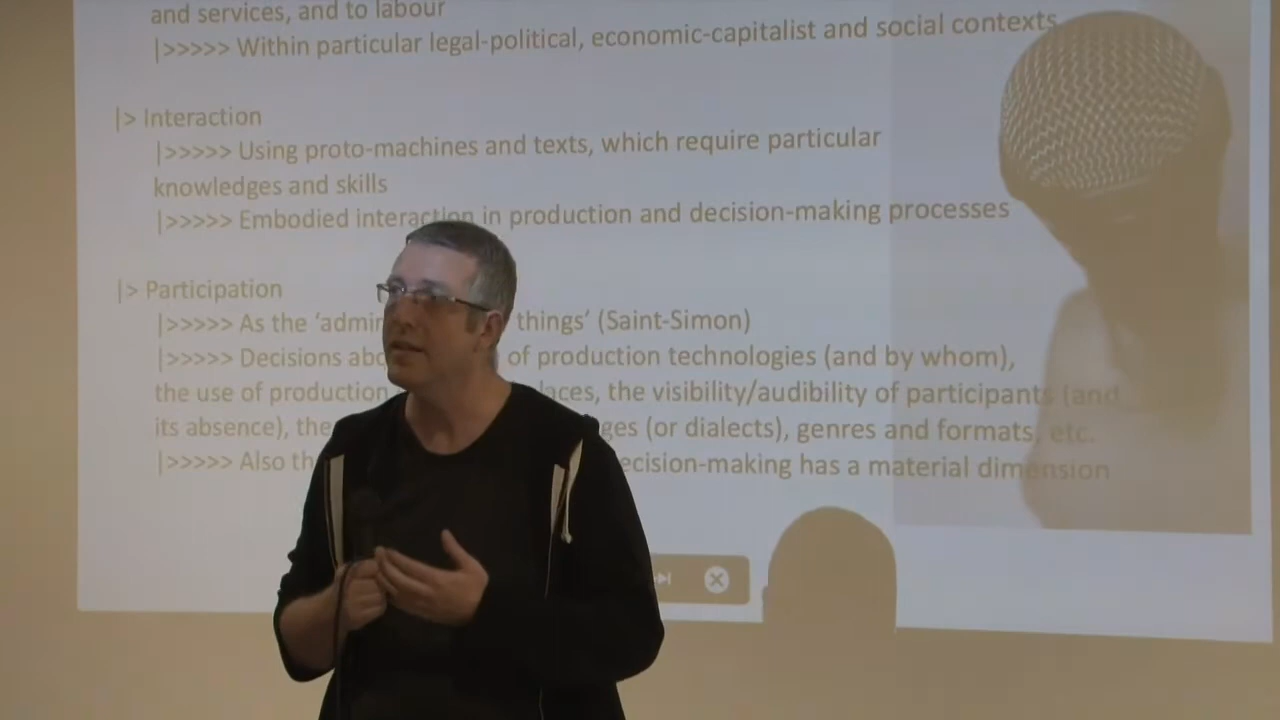 and services, and to labour
|>>>>> Within particular legal-political, economic-capitalist and social contexts
|> Interaction
|>>>>> Using proto-machines and texts, which require particular
knowledges and skills
|>>>>> Embodied interaction in production and decision-making processes
|> Participation
|>>>>> As the ‘admin things’ (Saint-Simon)
|>>>>> Decisions abo of production technologies (and by whom),
the use of production aces, the visibility/audibility of participants (and
its absence), the ges (or dialects), genres and formats, etc.
|>>>>> Also th ecision-making has a material dimension